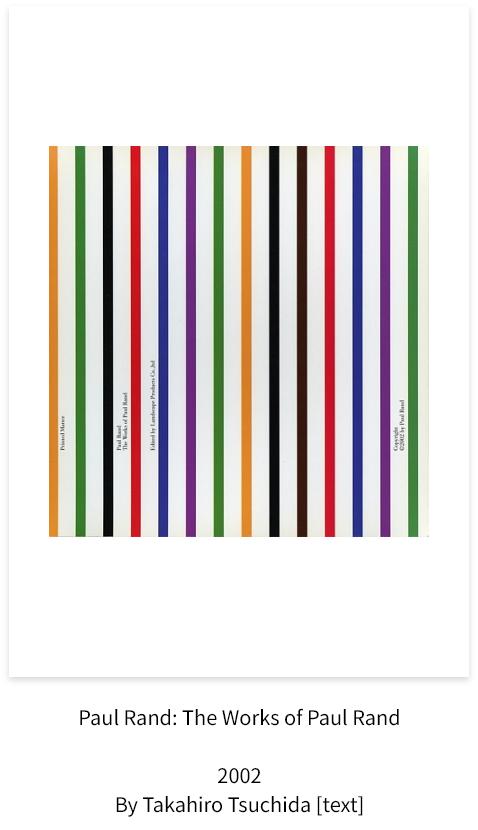 Printed Matter
Paul Rand
The Works of Paul Rand
Edited by Landscape Products Co.,ltd
Copyright
©2002 by Paul Rand
Paul Rand: The Works of Paul Rand
2002
By Takahiro Tsuchida [text]